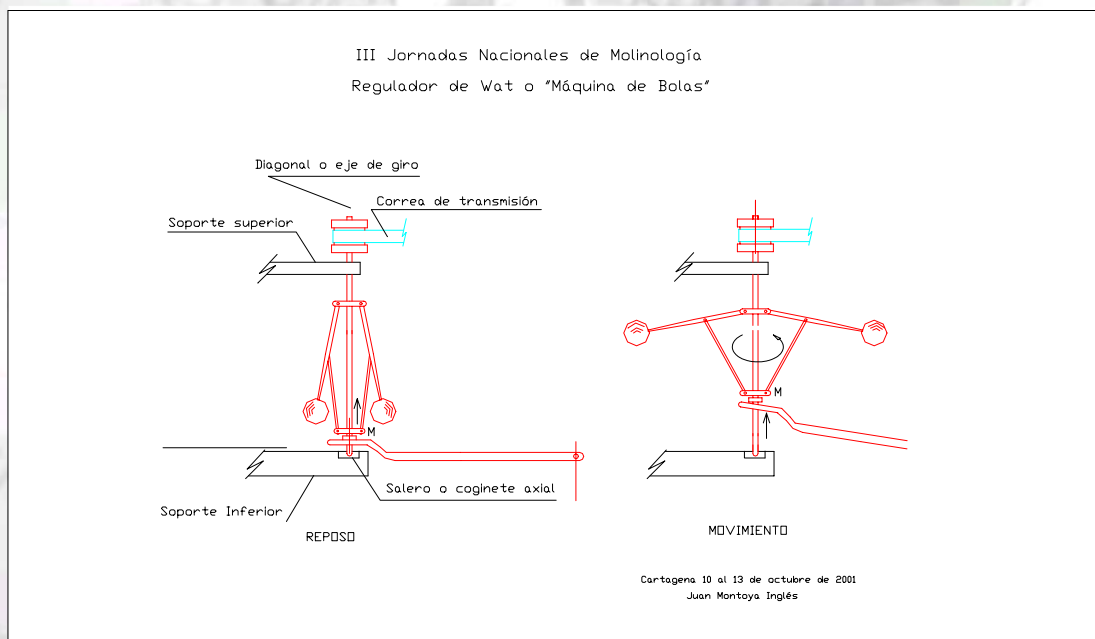 III Jornadas Nacionales de Molinología
Regulador de Wat o "Máquina de Bolas"
Diagonal o eje de giro
Correa de transmisión
Soporte superior
M
M
Salero o coginete axial
Soporte Inferior
REPOSO
MOVIMIENTO
Cartagena 10 al 13 de octubre de 2001
Juan Montoya Inglés